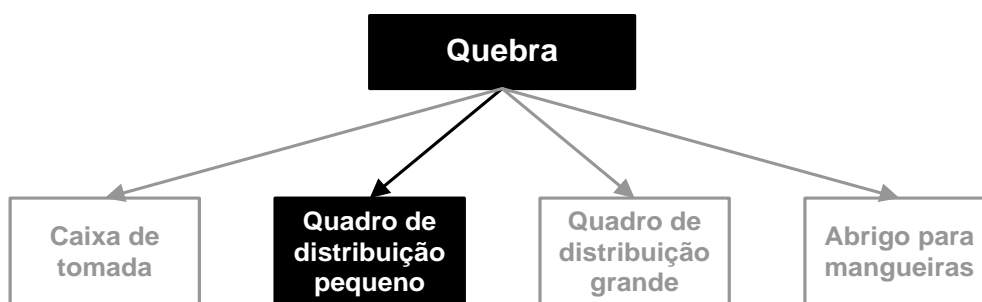 Quebra
Caixa de
tomada
Quadro de
distribuição
pequeno
Quadro de
distribuição
grande
Abrigo para
mangueiras